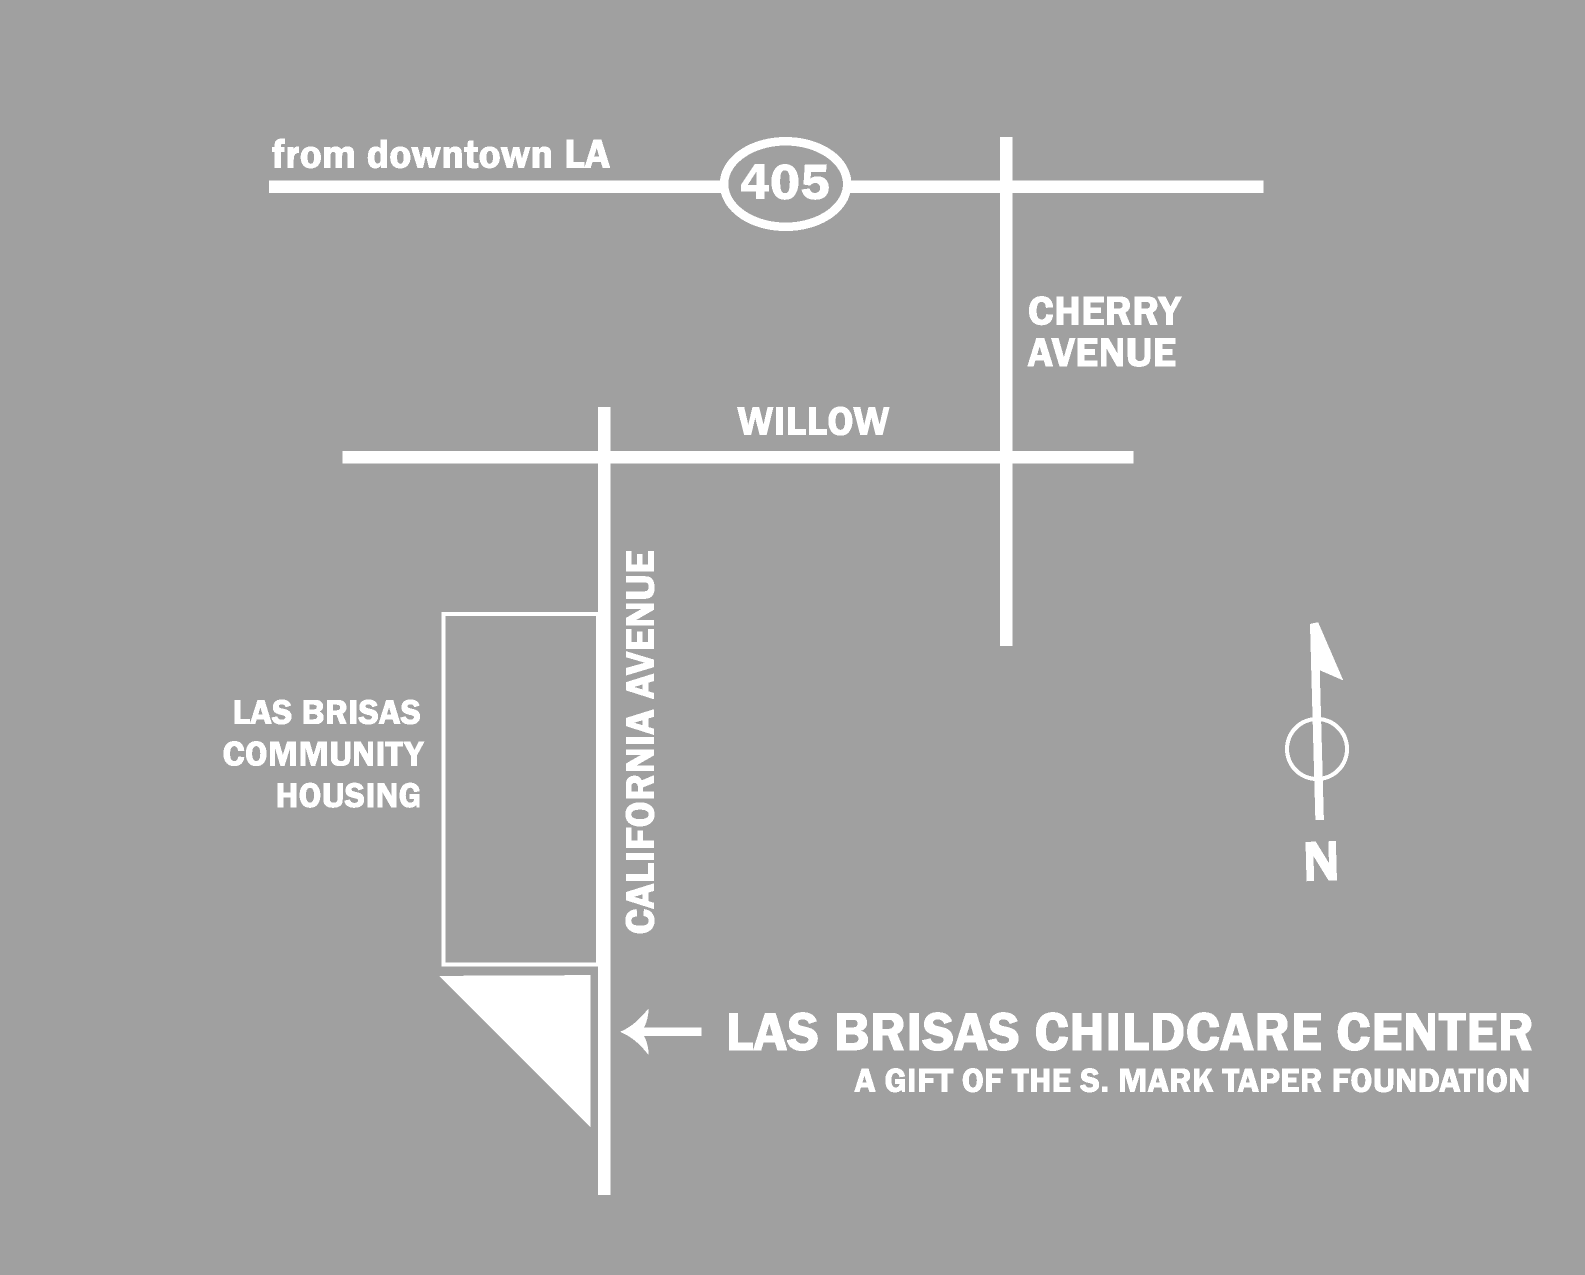 from downtown LA
405
CHERRY
AVENUE
WILLOW
CALIFORNIA AVENUE
LAS BRISAS
COMMUNITY
HOUSING
N
LAS BRISAS CHILDCARE CENTER
A GIFT OF THE S. MARK TAPER FOUNDATION